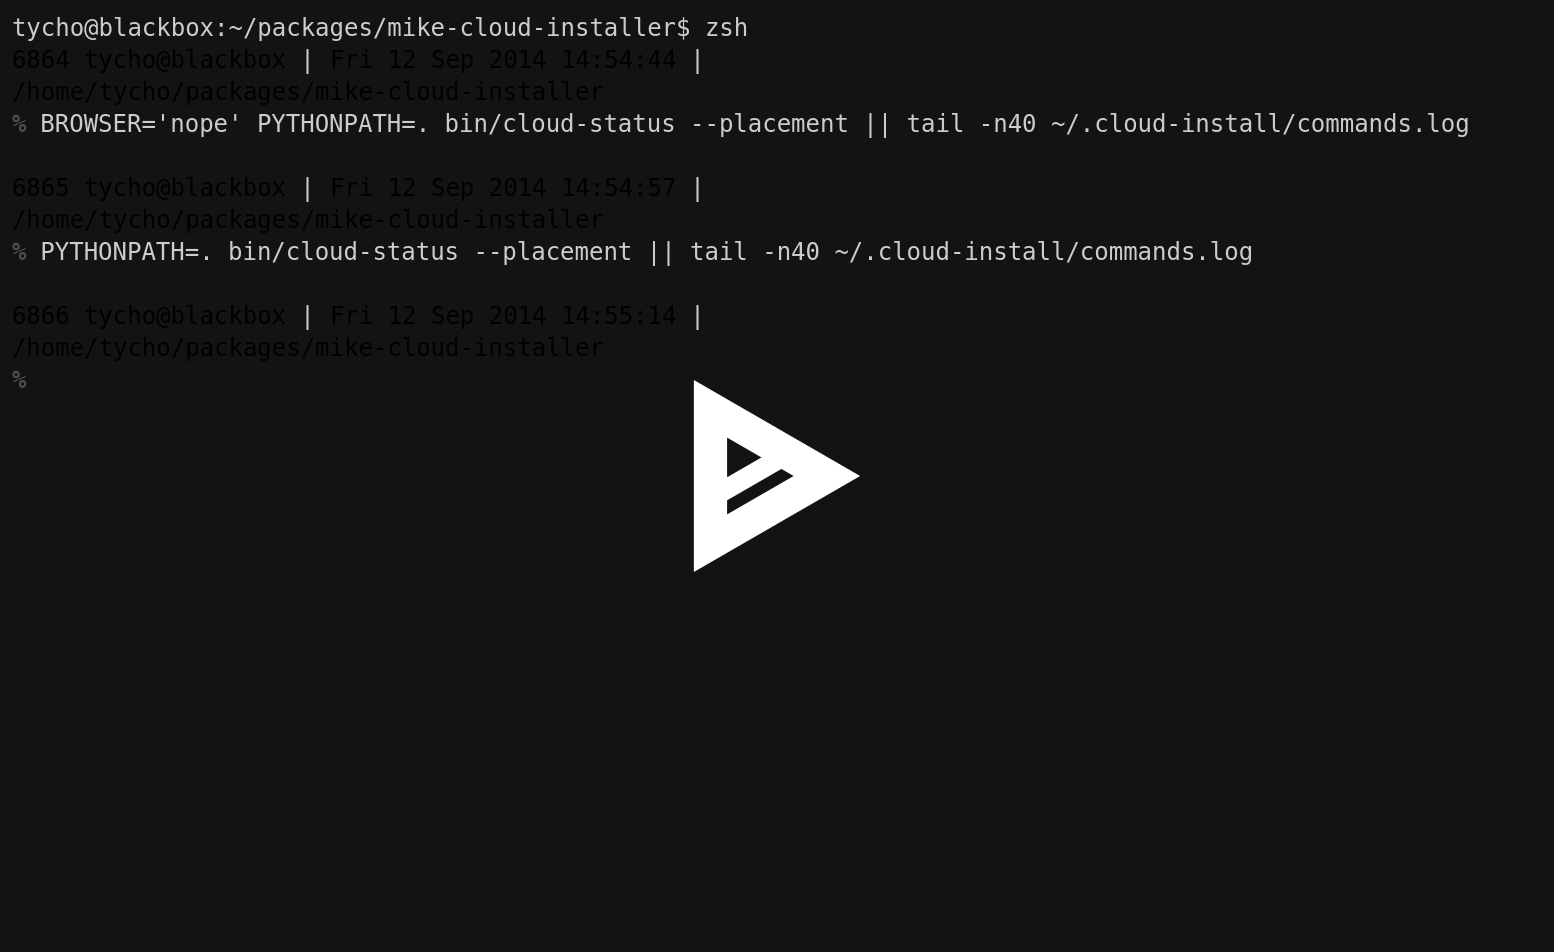 tycho@blackbox:~/packages/mike-cloud-installer$ zsh
6864 tycho@blackbox | Fri 12 Sep 2014 14:54:44 |
/home/tycho/packages/mike-cloud-installer
% BROWSER='nope' PYTHONPATH=. bin/cloud-status --placement || tail -n40 ~/.cloud-install/commands.log
6865 tycho@blackbox | Fri 12 Sep 2014 14:54:57 |
/home/tycho/packages/mike-cloud-installer
% PYTHONPATH=. bin/cloud-status --placement || tail -n40 ~/.cloud-install/commands.log
6866 tycho@blackbox | Fri 12 Sep 2014 14:55:14 |
/home/tycho/packages/mike-cloud-installer
%